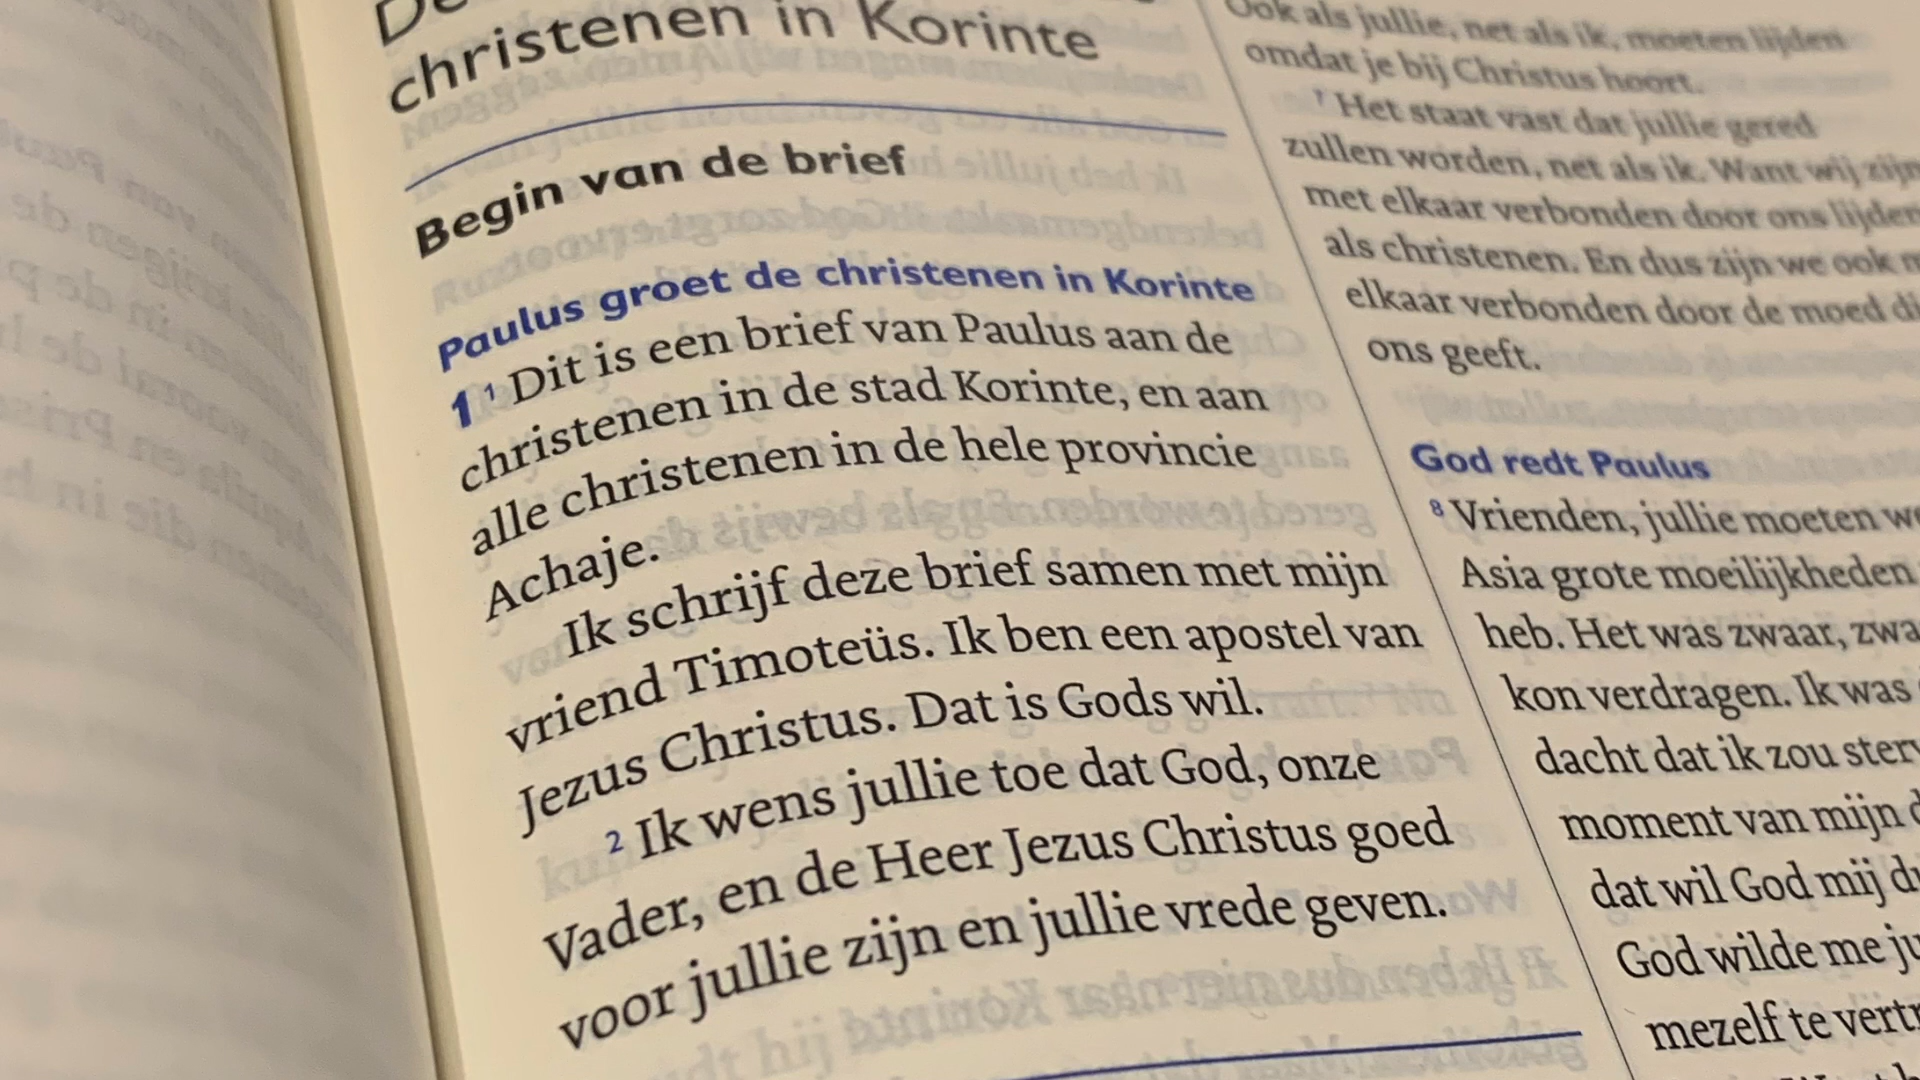 christenen in Korinte
Begin van de brief
Paulus groet de christenen in Korinte
1 1 Dit is een brief van Paulus aan de
christenen in de stad Korinte, en aan
alle christenen in de hele provincie
Achaje.
Ik schrijf deze brief samen met mijn
vriend Timoteüs. Ik ben een apostel van
Jezus Christus. Dat is Gods wil.
2 Ik wens jullie toe dat God, onze
Vader, en de Heer Jezus Christus goed
voor jullie zijn en jullie vrede geven.
Ook als jullie, net als ik, moeten lijden
omdat je bij Christus hoort.
7 Het staat vast dat jullie gered
zullen worden, net als ik. Want wij zijn
met elkaar verbonden door ons lijden
als christenen. En dus zijn we ook
elkaar verbonden door de moed
ons geeft.
God redt Paulus
8 Vrienden, jullie moeten
Asia grote moeilijkheden
heb. Het was zwaar,
kon verdragen. Ik was
dacht dat ik zou
moment van mijn
dat wil God mij
God wilde me
mezelf te